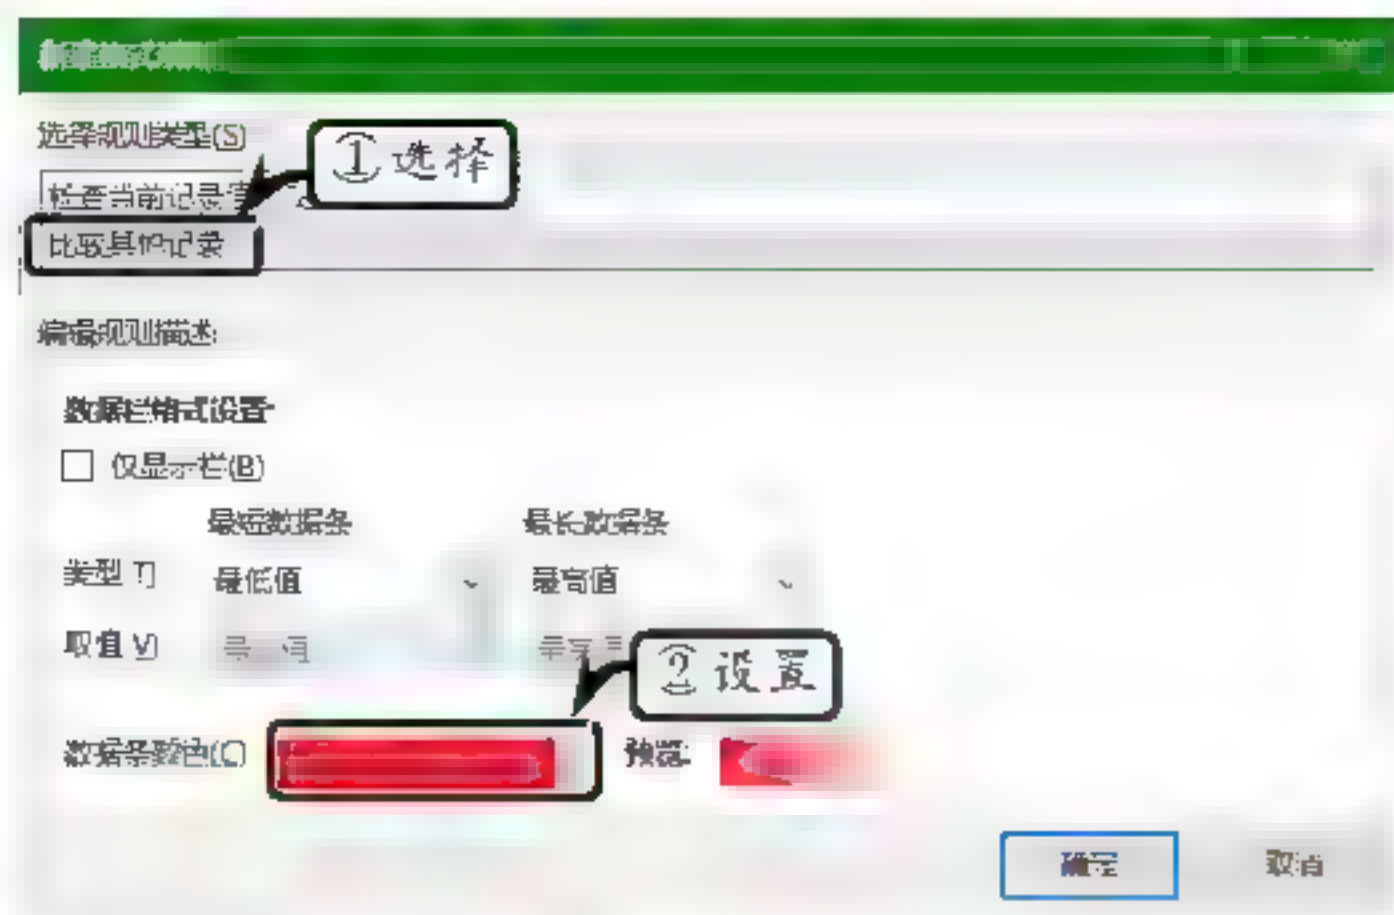 选择规则类型(S)
①选择
检查当前记录值
比较其他记录
编辑规则描述:
数据栏格式设置:
仅显示栏(B)
最短数据条 最长数据条
类型(T) 最低值 最高值
取值(V)
②设置
数据条颜色(C) 预览:
确定 取消